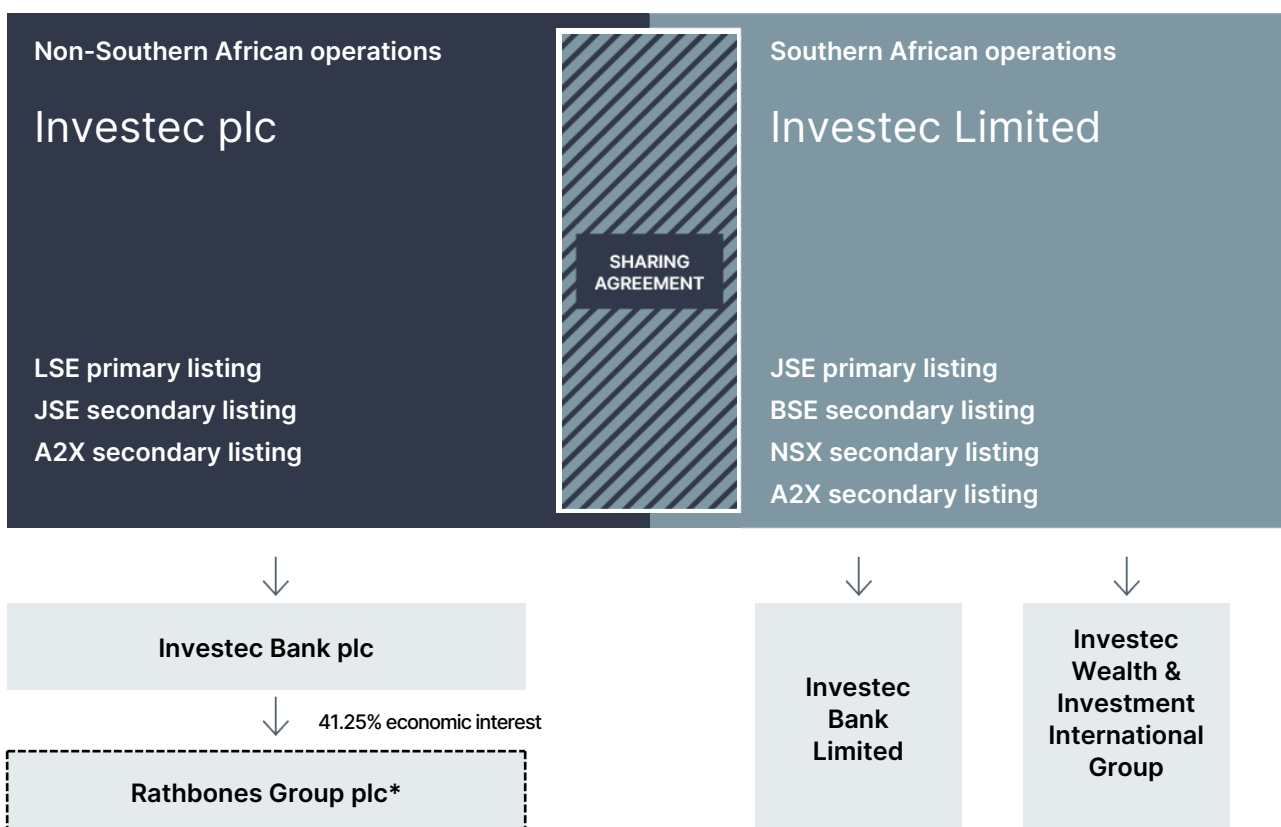 Non-Southern African operations
Investec plc
LSE primary listing
JSE secondary listing
A2X secondary listing
SHARING
AGREEMENT
Southern African operations
Investec Limited
JSE primary listing
BSE secondary listing
NSX secondary listing
A2X secondary listing
Investec Bank plc
41.25% economic interest
Rathbones Group plc*
Investec
Bank
Limited
Investec
Wealth &
Investment
International
Group